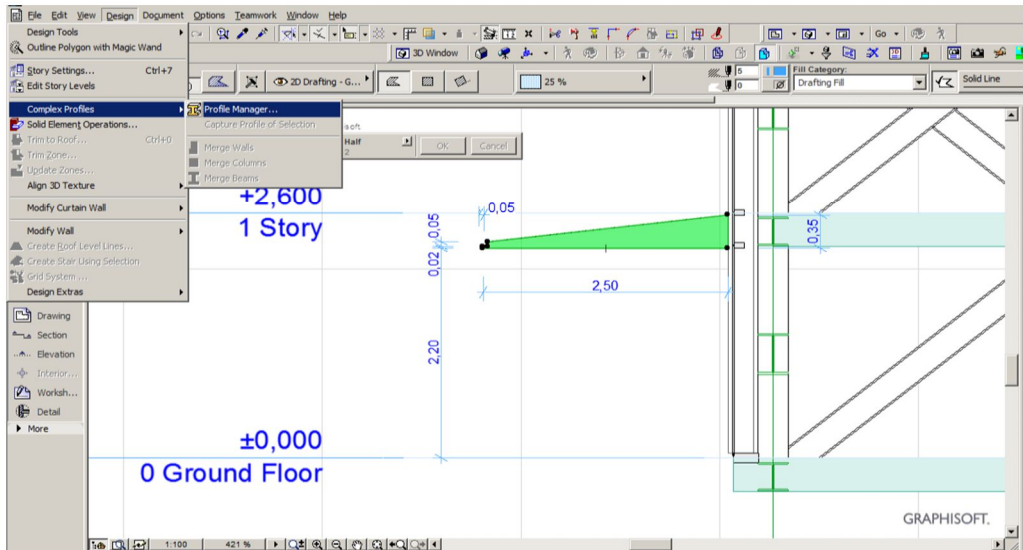 File Edit View Design Document Options Teamwork Window Help
Design Tools
Outline Polygon with Magic Wand
Story Settings... Ctrl+7
Edit Story Levels
Complex Profiles
Solid Element Operations...
Trim to Roof... Ctrl+0
Trim Zone...
Update Zones...
Align 3D Texture
Modify Curtain Wall
Modify Wall
Create Roof Level Lines...
Create Stair Using Selection
Grid System ...
Design Extras
Profile Manager...
Capture Profile of Selection
Merge Walls
Merge Columns
Merge Beams
Go
3D Window
2D Drafting - G...
25 %
5
0
Fill Category:
Drafting Fill
Solid Line
Half
2
OK Cancel
+2,600
1 Story
0,05
0,05
0,02
2,50
0,35
2,20
±0,000
0 Ground Floor
Drawing
Section
Elevation
Interior...
Worksh...
Detail
More
GRAPHISOFT.
1:100 421 %